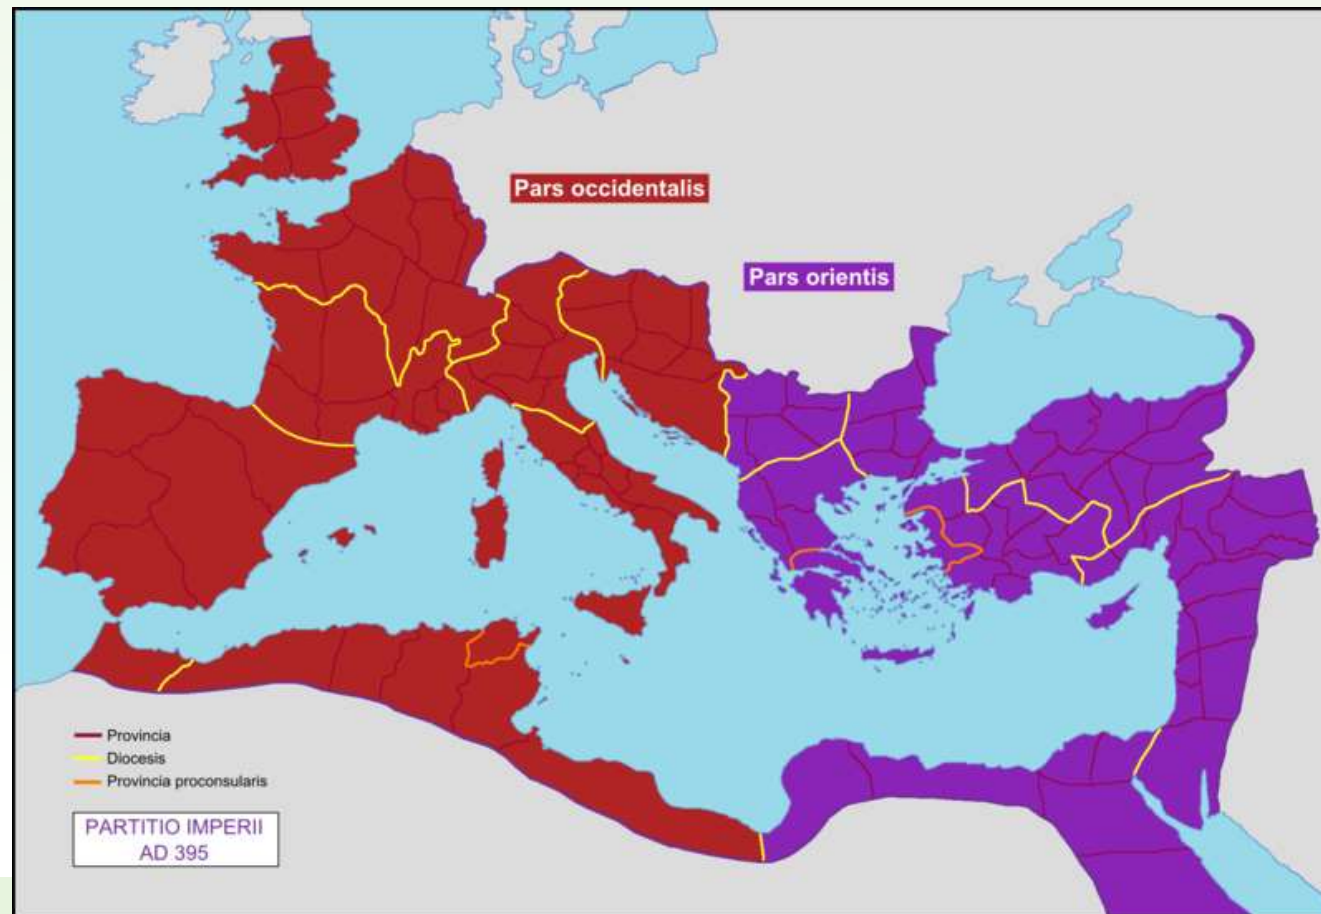 Pars occidentalis
Pars orientis
Provincia
Diocesis
Provincia proconsularis
PARTITIO IMPERII
AD 395